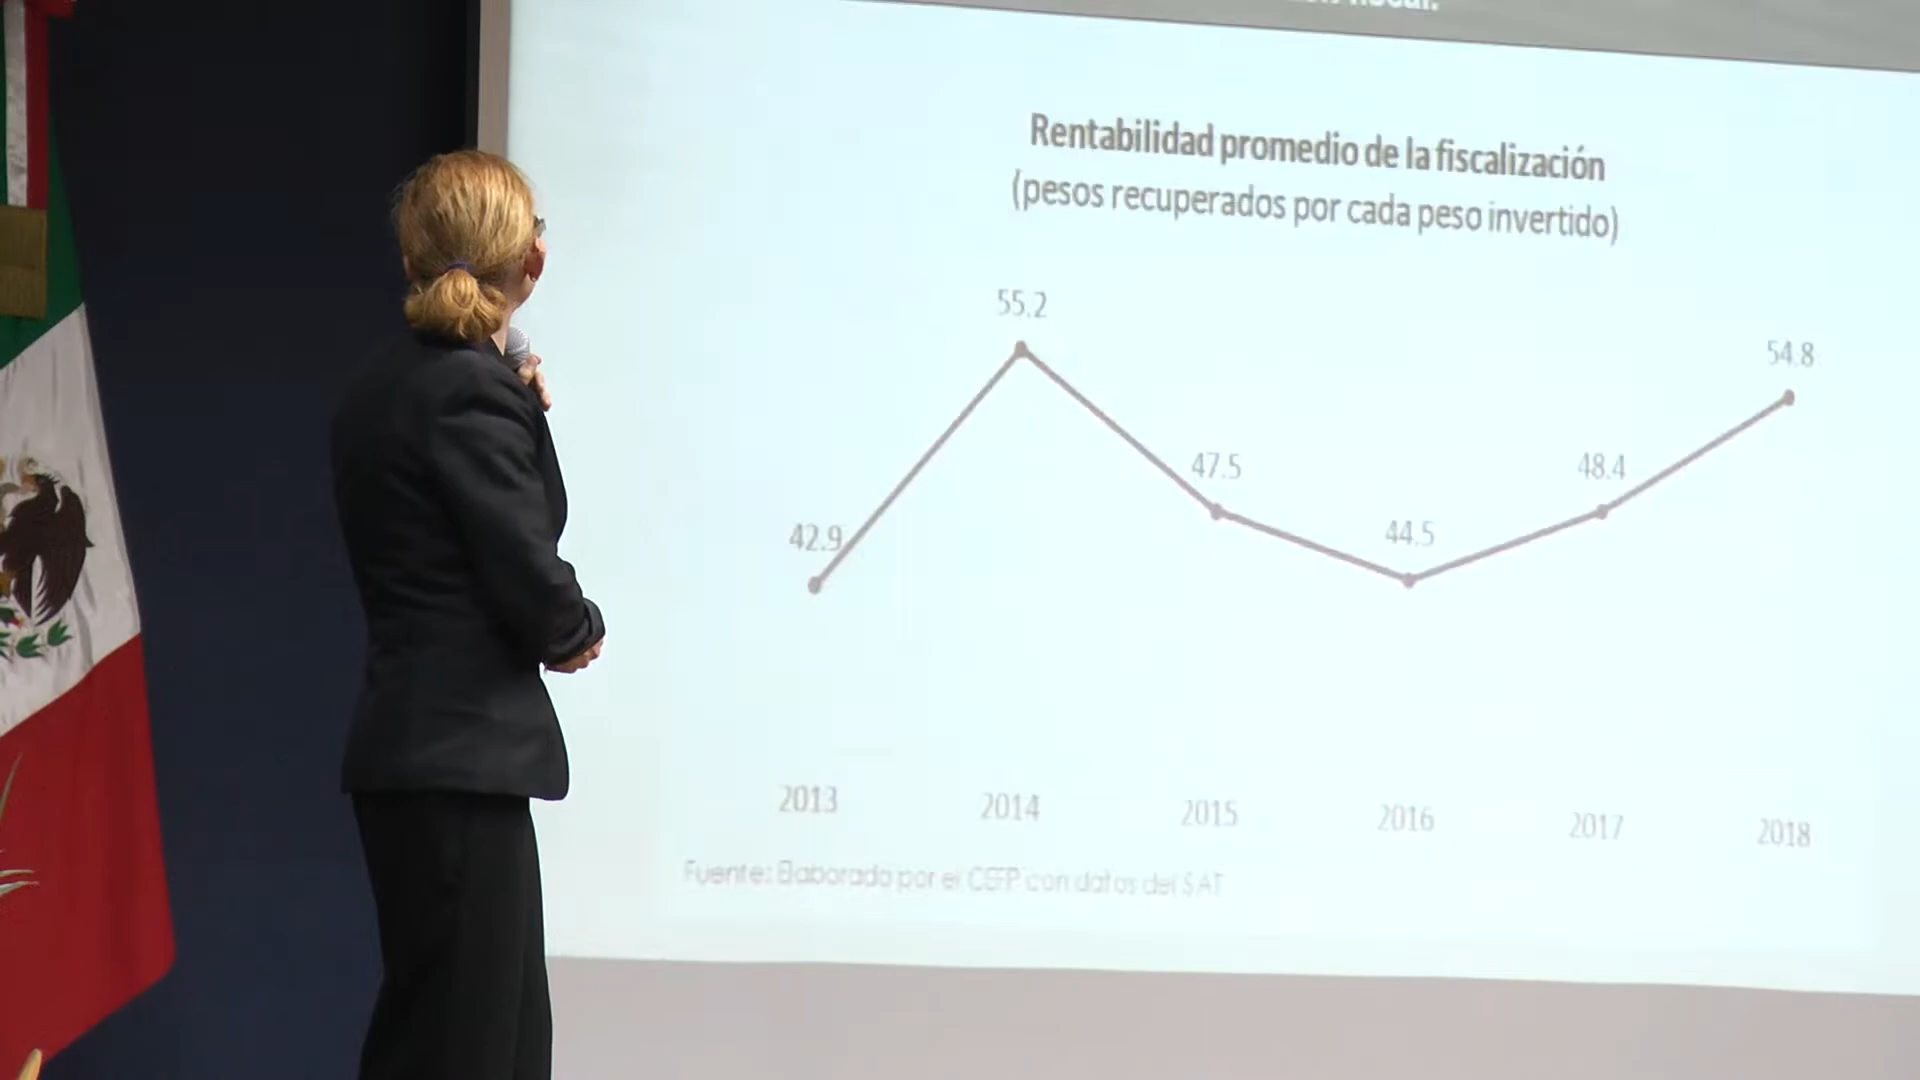 fiscal.
Rentabilidad promedio de la fiscalización
(pesos recuperados por cada peso invertido)
55.2
54.8
47.5
48.4
42.9
44.5
2013 2014 2015 2016 2017 2018
Fuente: Elaborado por el CEFP con datos del SAT